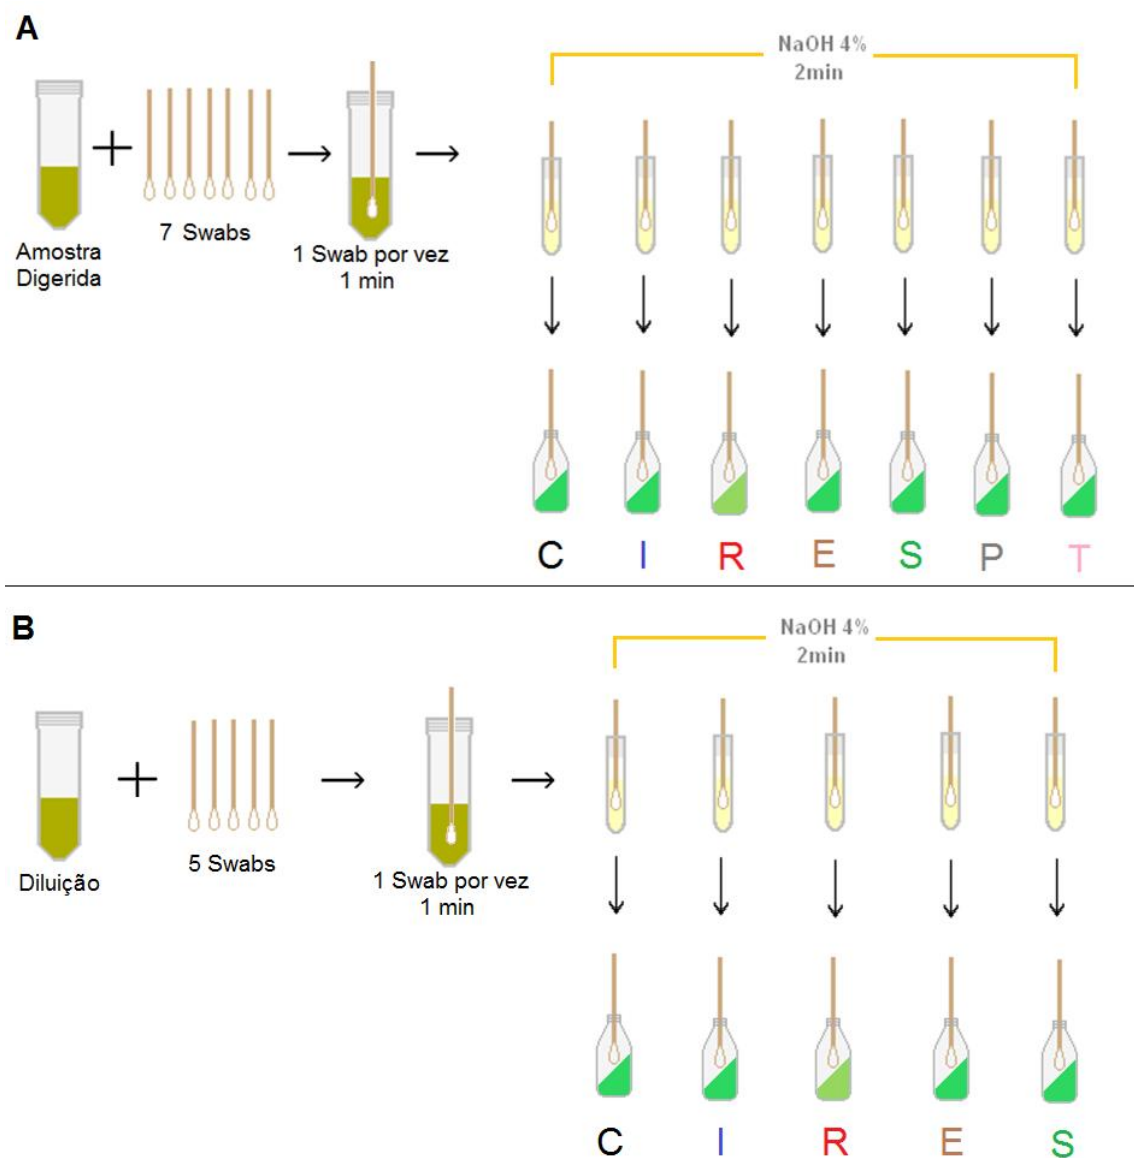 A
NaOH 4%
2min
Amostra
Digerida
7 Swabs
1 Swab por vez
1 min
C I R E S P T
B
NaOH 4%
2min
Diluição
5 Swabs
1 Swab por vez
1 min
C I R E S